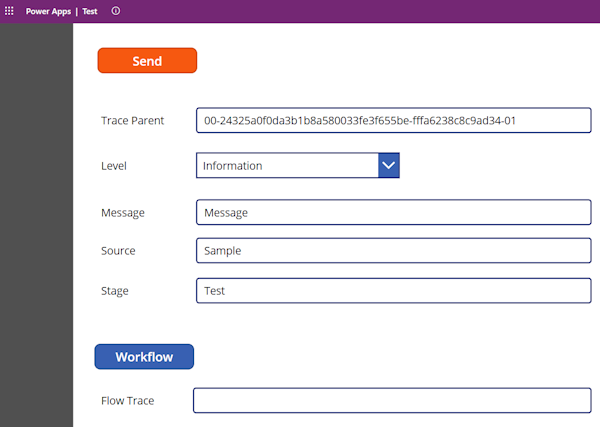 Power Apps | Test
Send
Trace Parent 00-24325a0f0da3b1b8a580033fe3f655be-fffa6238c8c9ad34-01
Level Information
Message Message
Source Sample
Stage Test
Workflow
Flow Trace